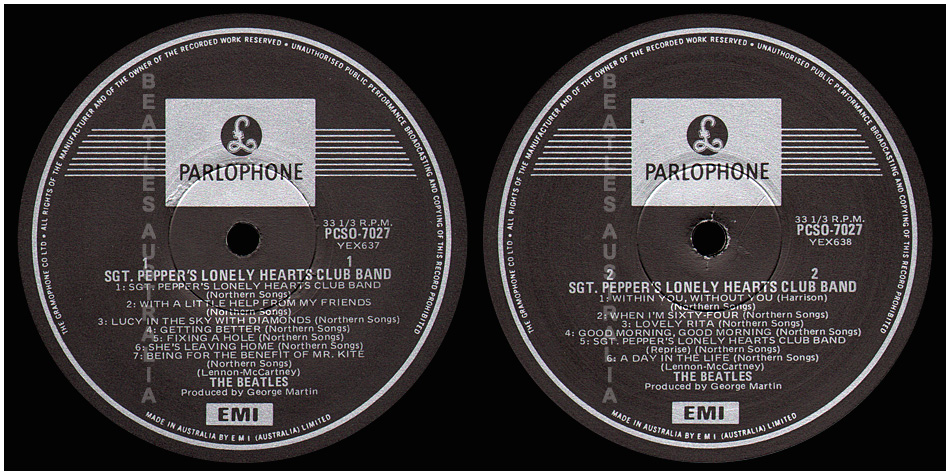 THE GRAMOPHONE CO LTD • ALL RIGHTS OF THE MANUFACTURER AND OF THE OWNER OF THE RECORDED WORK RESERVED • UNAUTHORISED PUBLIC PERFORMANCE BROADCASTING AND COPYING OF THIS RECORD PROHIBITED
BEATLES AUSTRALIA
£
PARLOPHONE
33 1/3 R.P.M.
PCSO-7027
YEX637
1 1
SGT. PEPPER'S LONELY HEARTS CLUB BAND
1: SGT. PEPPER'S LONELY HEARTS CLUB BAND
(Northern Songs)
2: WITH A LITTLE HELP FROM MY FRIENDS
(Northern Songs)
3: LUCY IN THE SKY WITH DIAMONDS (Northern Songs)
4: GETTING BETTER (Northern Songs)
5: FIXING A HOLE (Northern Songs)
6: SHE'S LEAVING HOME (Northern Songs)
7: BEING FOR THE BENEFIT OF MR. KITE
(Northern Songs)
(Lennon-McCartney)
THE BEATLES
Produced by George Martin
EMI
MADE IN AUSTRALIA BY E M I (AUSTRALIA) LIMITED
THE GRAMOPHONE CO LTD • ALL RIGHTS OF THE MANUFACTURER AND OF THE OWNER OF THE RECORDED WORK RESERVED • UNAUTHORISED PUBLIC PERFORMANCE BROADCASTING AND COPYING OF THIS RECORD PROHIBITED
BEATLES AUSTRALIA
£
PARLOPHONE
33 1/3 R.P.M.
PCSO-7027
YEX638
2 2
SGT. PEPPER'S LONELY HEARTS CLUB BAND
1: WITHIN YOU, WITHOUT YOU (Harrison)
(Northern Songs)
2: WHEN I'M SIXTY-FOUR (Northern Songs)
3: LOVELY RITA (Northern Songs)
4: GOOD MORNING, GOOD MORNING (Northern Songs)
5: SGT. PEPPER'S LONELY HEARTS CLUB BAND
(Reprise) (Northern Songs)
6: A DAY IN THE LIFE (Northern Songs)
(Lennon-McCartney)
THE BEATLES
Produced by George Martin
EMI
MADE IN AUSTRALIA BY E M I (AUSTRALIA) LIMITED